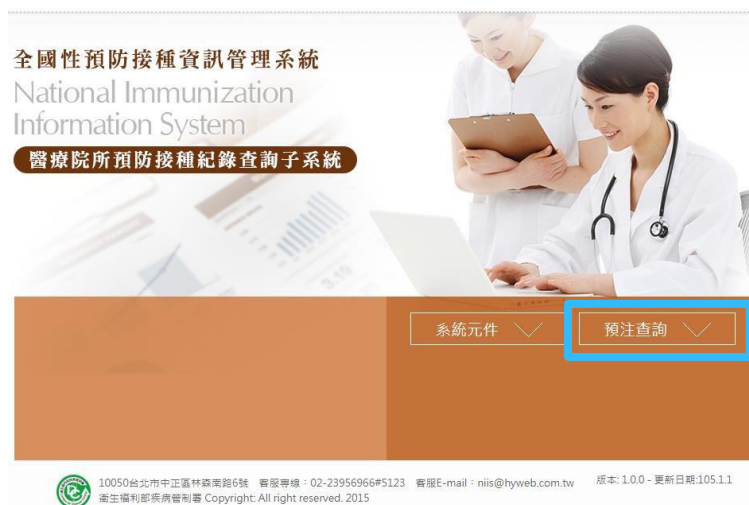 全國性預防接種資訊管理系統
National Immunization
Information System
醫療院所預防接種紀錄查詢子系統
3.19
系統元件
預注查詢
10050台北市中正區林森南路6號 客服專線：02-23956966#5123 客服E-mail：niis@hyweb.com.tw
版本: 1.0.0 - 更新日期:105.1.1
衛生福利部疾病管制署 Copyright: All right reserved. 2015